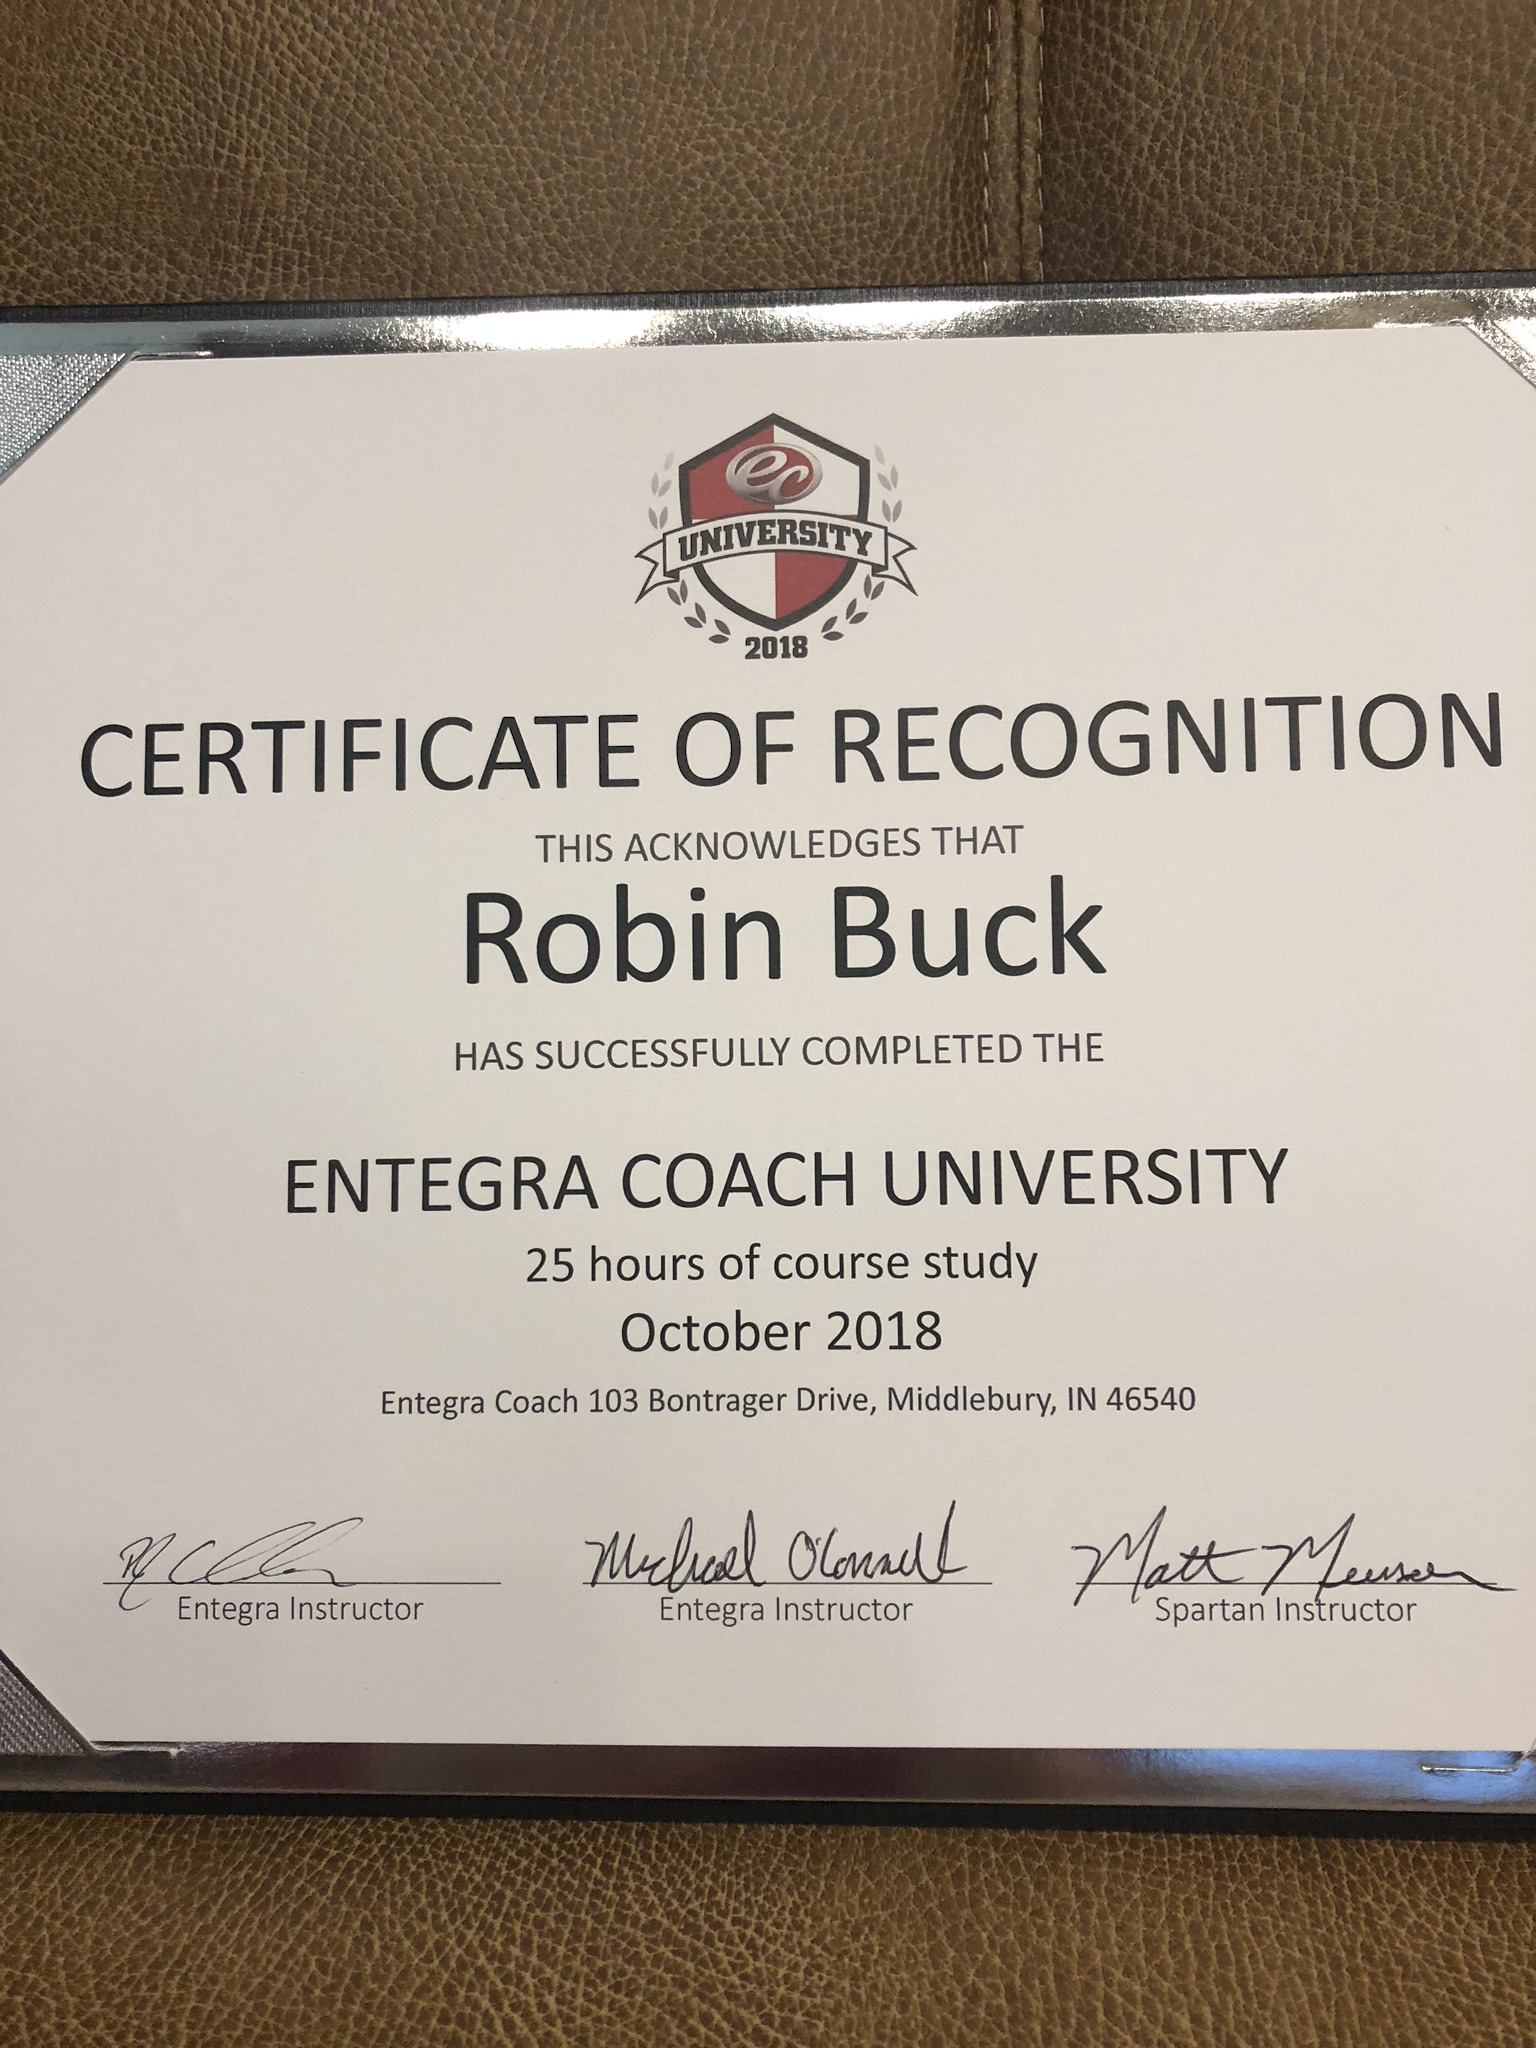 ec
UNIVERSITY
2018
CERTIFICATE OF RECOGNITION
THIS ACKNOWLEDGES THAT
Robin Buck
HAS SUCCESSFULLY COMPLETED THE
ENTEGRA COACH UNIVERSITY
25 hours of course study
October 2018
Entegra Coach 103 Bontrager Drive, Middlebury, IN 46540
Michael O'Connell Matt
Entegra Instructor Entegra Instructor Spartan Instructor